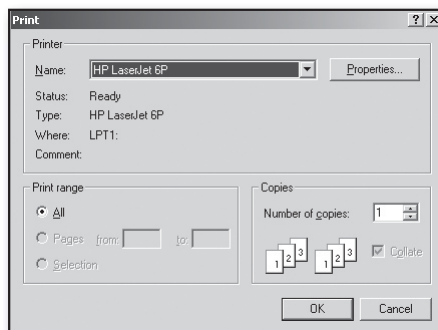 Print
Printer
Name: HP LaserJet 6P Properties...
Status: Ready
Type: HP LaserJet 6P
Where: LPT1:
Comment:
Print range
All
Pages from: to:
Selection
Copies
Number of copies: 1
1 2 3 1 2 3 Collate
OK Cancel